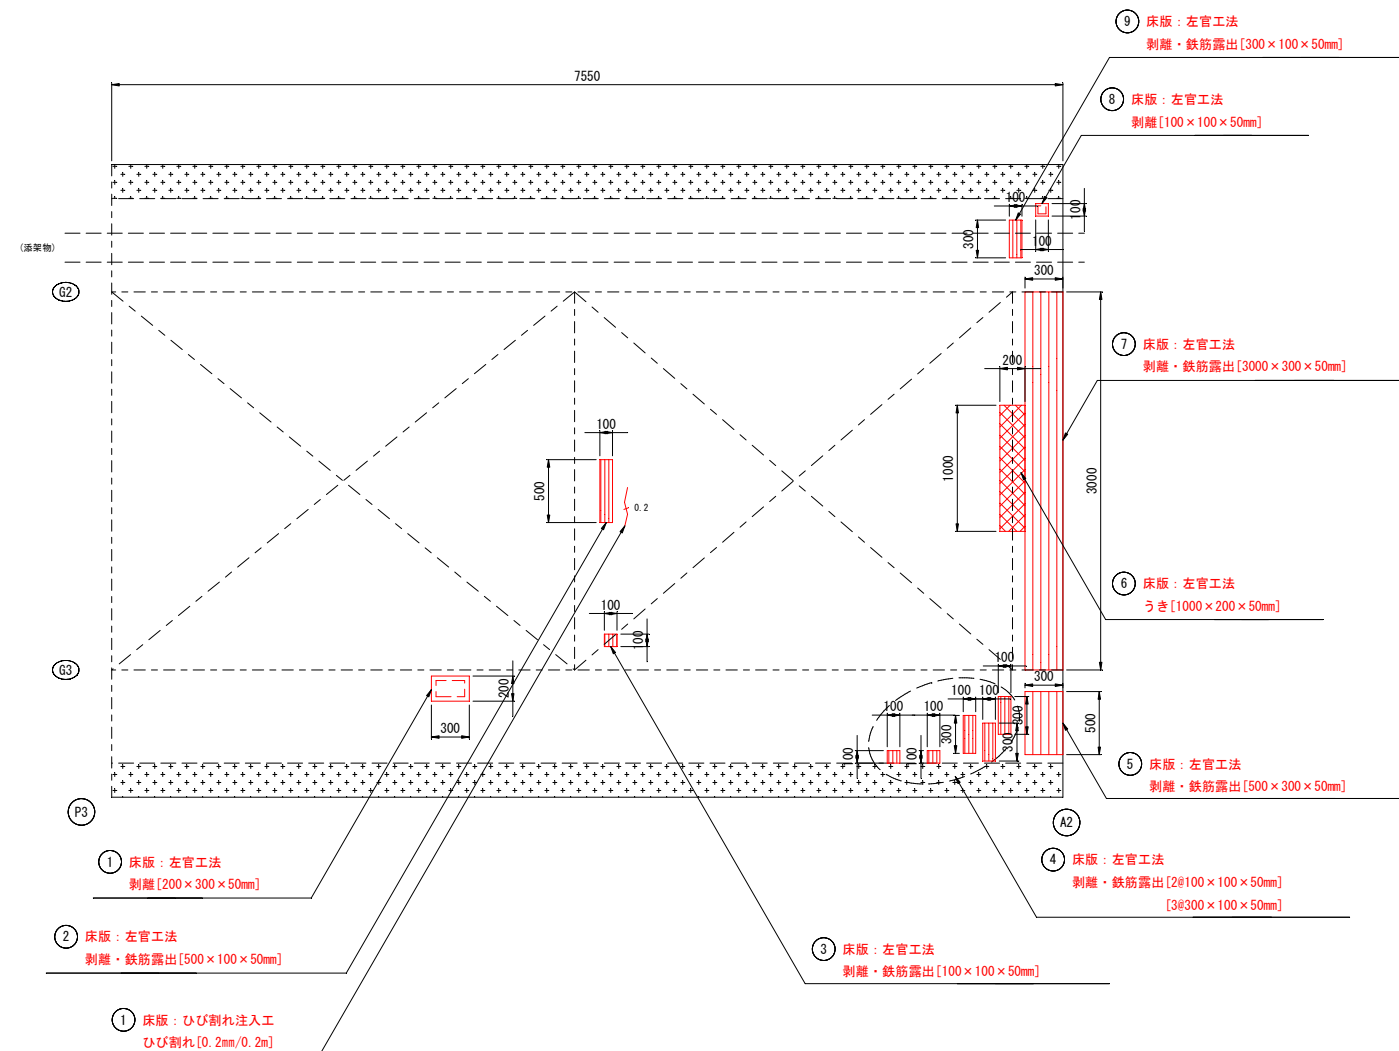 9 床版：左官工法
剥離・鉄筋露出[300×100×50mm]
7550
8 床版：左官工法
剥離[100×100×50mm]
100
100
300
100
(添架物)
300
G2
7 床版：左官工法
剥離・鉄筋露出[3000×300×50mm]
200
100
1000
3000
500
0.2
6 床版：左官工法
うき[1000×200×50mm]
100
100
G3
100
300
200
100
100
300
300
100
100
500
300
300
100
100
5 床版：左官工法
剥離・鉄筋露出[500×300×50mm]
P3
A2
1 床版：左官工法
剥離[200×300×50mm]
4 床版：左官工法
剥離・鉄筋露出[2@100×100×50mm]
[3@300×100×50mm]
2 床版：左官工法
剥離・鉄筋露出[500×100×50mm]
3 床版：左官工法
剥離・鉄筋露出[100×100×50mm]
1 床版：ひび割れ注入工
ひび割れ[0.2mm/0.2m]